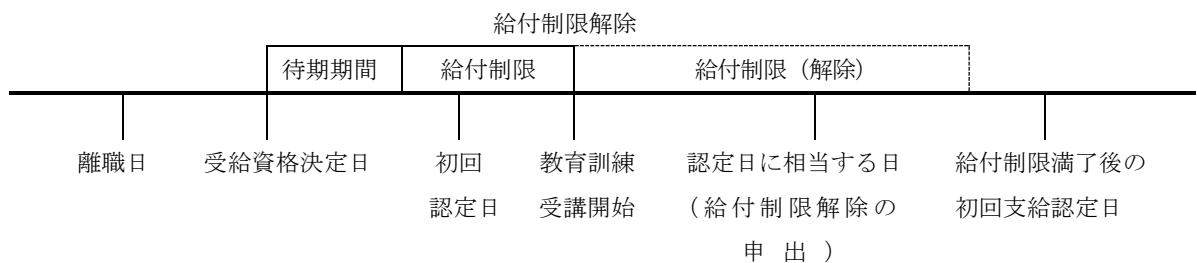 給付制限解除
待期期間 給付制限 給付制限（解除）
離職日 受給資格決定日 初回 教育訓練 認定日に相当する日 給付制限満了後の
認定日 受講開始 （給付制限解除の 初回支給認定日
申出）